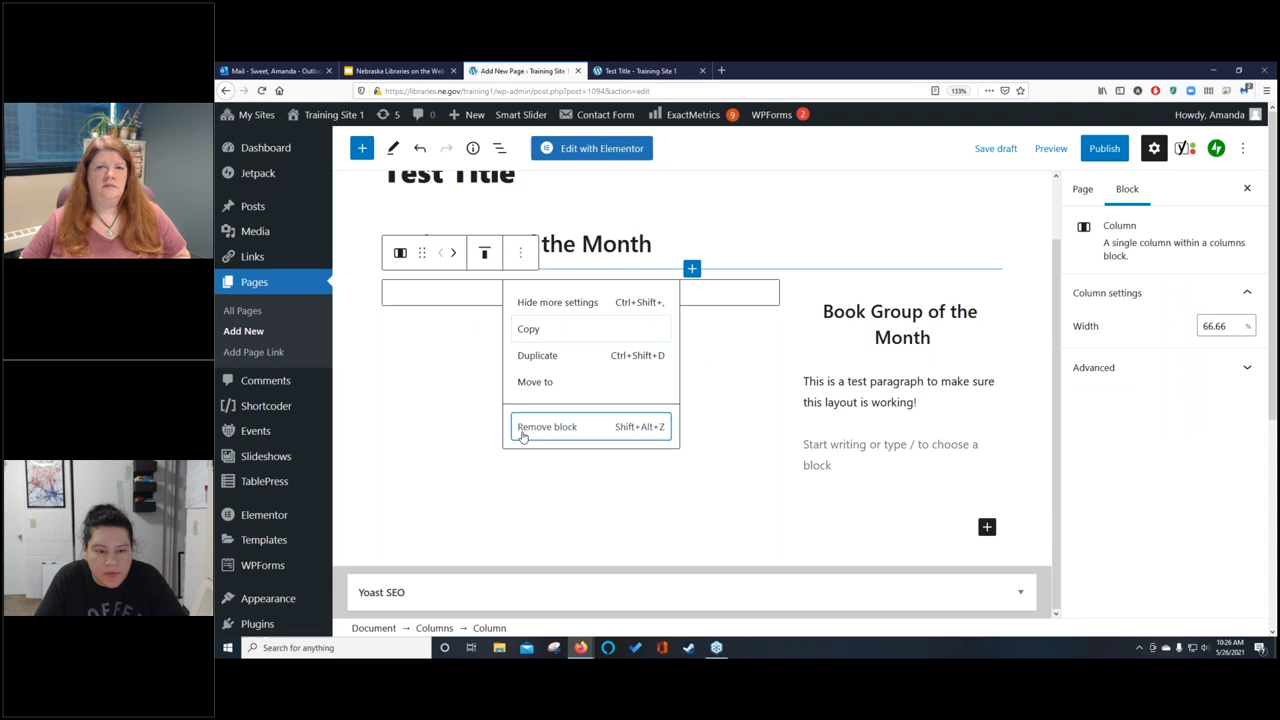 Mail - Sweet, Amanda - Outlo
Nebraska Libraries on the Web
Add New Page ‹ Training Site 1
Test Title - Training Site 1
https://libraries.ne.gov/training1/wp-admin/post.php?post=1094&action=edit
133%
My Sites
Training Site 1
5
0
New
Smart Slider
Contact Form
ExactMetrics 9
WPForms 2
Howdy, Amanda
Dashboard
Jetpack
Posts
Media
Links
Pages
All Pages
Add New
Add Page Link
Comments
Shortcoder
Events
Slideshows
TablePress
Elementor
Templates
WPForms
Appearance
Plugins
Edit with Elementor
Save draft
Preview
Publish
Test Title
the Month
Hide more settings Ctrl+Shift+,
Copy
Duplicate Ctrl+Shift+D
Move to
Remove block Shift+Alt+Z
Book Group of the
Month
This is a test paragraph to make sure
this layout is working!
Start writing or type / to choose a
block
Yoast SEO
Document → Columns → Column
Page
Block
Column
A single column within a columns
block.
Column settings
Width
66.66 %
Advanced
Search for anything
10:26 AM
5/26/2021